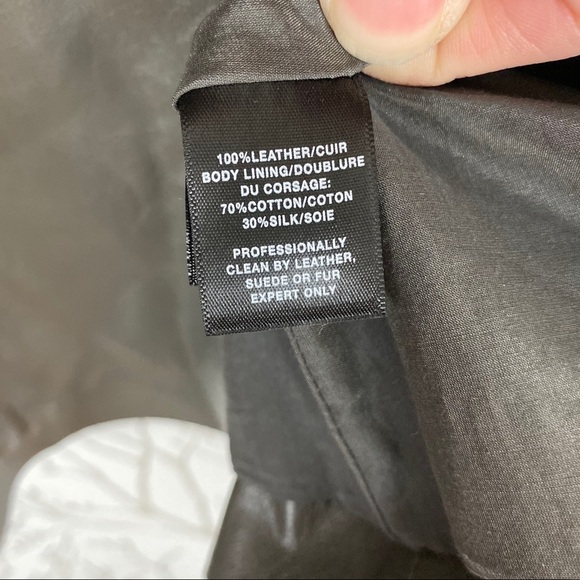 100%LEATHER/CUIR
BODY LINING/DOUBLURE
DU CORSAGE:
70%COTTON/COTON
30%SILK/SOIE
PROFESSIONALLY
CLEAN BY LEATHER,
SUEDE OR FUR
EXPERT ONLY